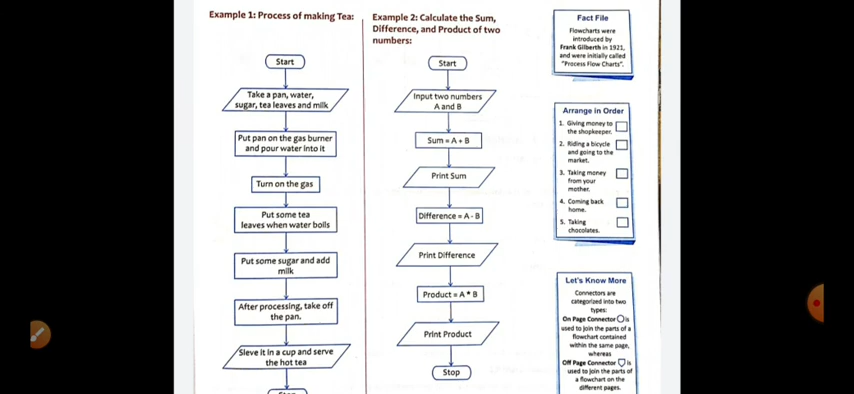 Example 1: Process of making Tea:
Start
Take a pan, water,
sugar, tea leaves and milk
Put pan on the gas burner
and pour water into it
Turn on the gas
Put some tea
leaves when water boils
Put some sugar and add
milk
After processing, take off
the pan.
Sieve it in a cup and serve
the hot tea
Example 2: Calculate the Sum,
Difference, and Product of two
numbers:
Start
Input two numbers
A and B
Sum = A + B
Print Sum
Difference = A - B
Print Difference
Product = A * B
Print Product
Stop
Fact File
Flowcharts were
introduced by
Frank Gilberth in 1921,
and were initially called
"Process Flow Charts".
Arrange in Order
1. Giving money to
the shopkeeper.
2. Riding a bicycle
and going to the
market.
3. Taking money
from your
mother.
4. Coming back
home.
5. Taking
chocolates.
Let's Know More
Connectors are
categorized into two
types:
On Page Connector is
used to join the parts of a
flowchart contained
within the same page,
whereas
Off Page Connector is
used to join the parts of
a flowchart on the
different pages.